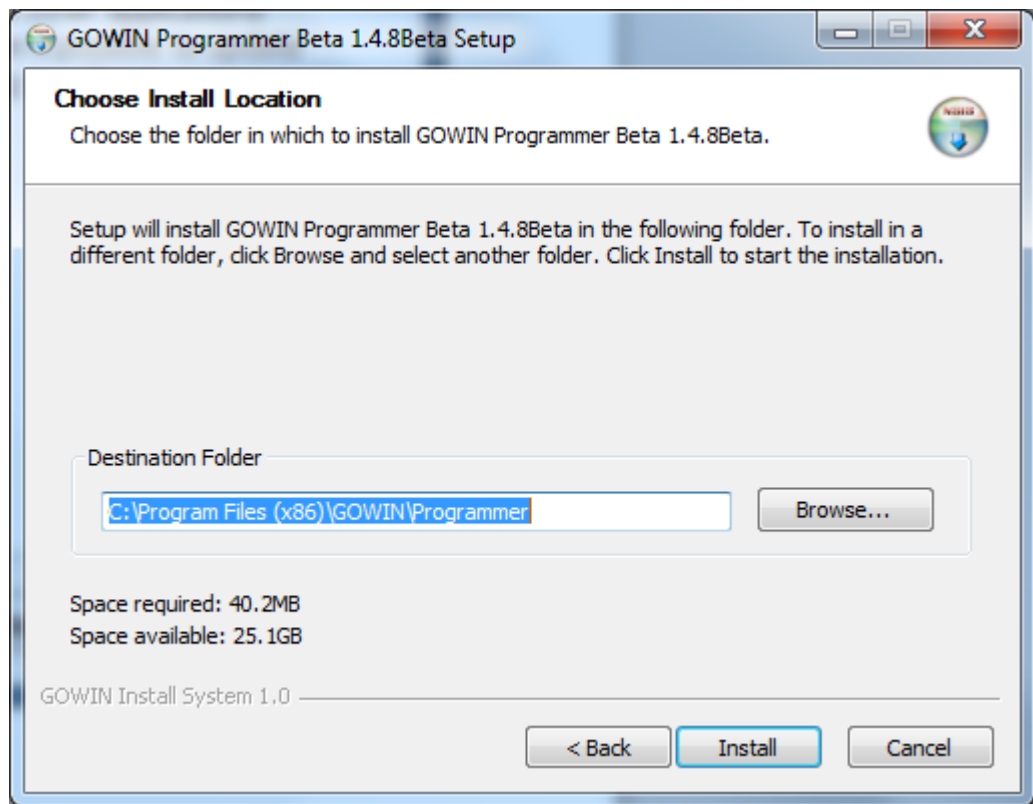 GOWIN Programmer Beta 1.4.8Beta Setup
Choose Install Location
Choose the folder in which to install GOWIN Programmer Beta 1.4.8Beta.
NSIS
Setup will install GOWIN Programmer Beta 1.4.8Beta in the following folder. To install in a
different folder, click Browse and select another folder. Click Install to start the installation.
Destination Folder
C:\Program Files (x86)\GOWIN\Programmer
Browse...
Space required: 40.2MB
Space available: 25.1GB
GOWIN Install System 1.0
< Back
Install
Cancel